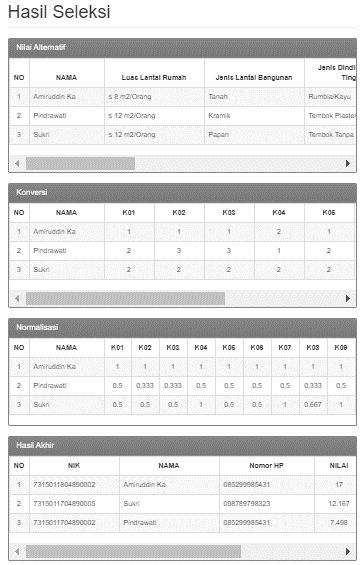 Hasil Seleksi
Nilai Alternatif
NO NAMA Luas Lantai Rumah Jenis Lantai Bangunan Jenis Dindi
Ting
1 Amiruddin Ka ≤ 8 m2/Orang Tanah Rumbia/Kayu
2 Pindrawati ≤ 12 m2/Orang Kramik Tembok Plaster
3 Sukri ≤ 12 m2/Orang Papan Tembok Tanpa
Konversi
NO NAMA K01 K02 K03 K04 K05
1 Amiruddin Ka 1 1 1 2 1
2 Pindrawati 2 3 3 1 2
3 Sukri 2 2 2 2 2
Normalisasi
NO NAMA K01 K02 K03 K04 K05 K06 K07 K08 K09
1 Amiruddin Ka 1 1 1 1 1 1 1 1 1
2 Pindrawati 0.5 0.333 0.333 0.5 0.5 0.5 0.5 0.333 0.5
3 Sukri 0.5 0.5 0.5 1 0.5 0.5 1 0.667 1
Hasil Akhir
NO NIK NAMA Nomor HP NILAI
1 7315011804890002 Amiruddin Ka 085299985431 17
2 7315011704890005 Sukri 098789798323 12.167
3 7315011704890002 Pindrawati 085299985431 7.498